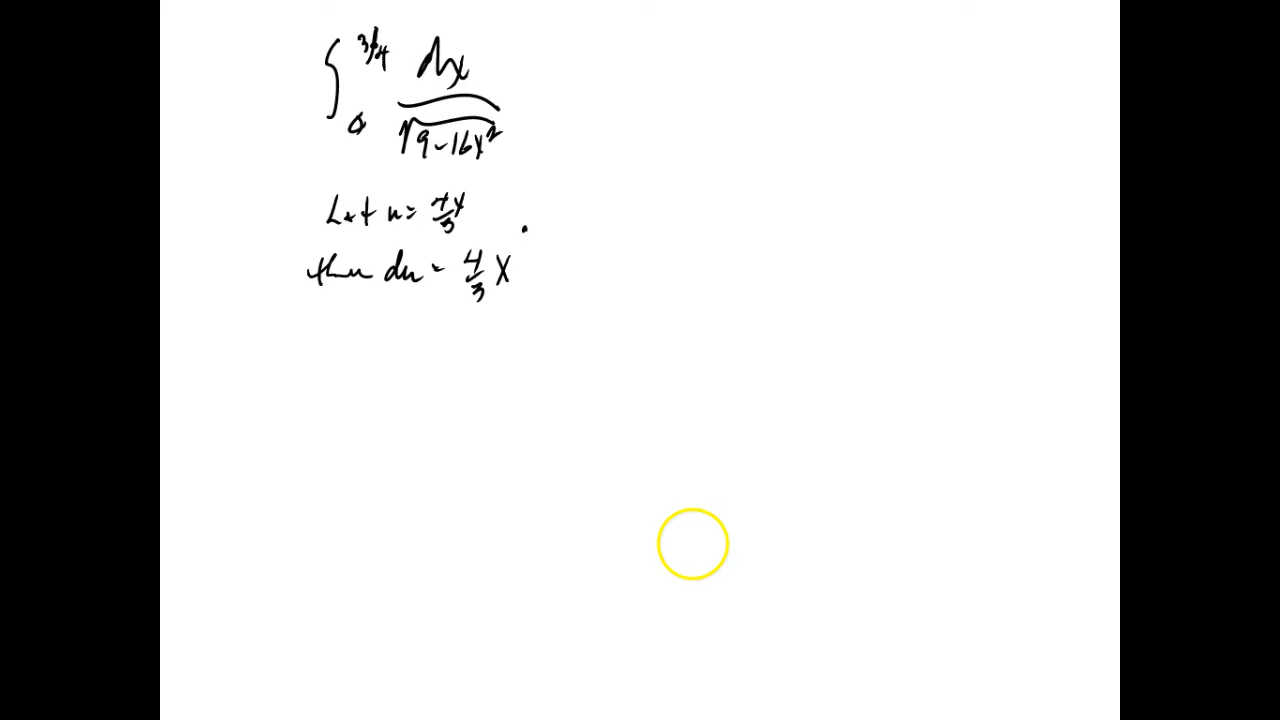 ∫₀^{3/4} dx / √(9-16x²)
Let u = 4/3 x
then du = 4/3 x